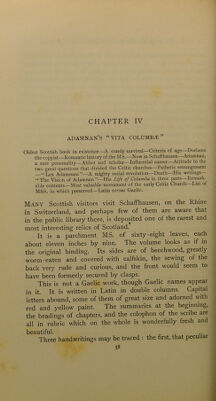 CHAPTER IV
ADAMNAN'S "VITA COLUMBÆ"
Oldest Scottish book in existence—A costly survival—Criteria of age—Dorbene
the copyist—Romantic history of the MS.—Now in Schaffhausen—Adamnan,
a rare personality—Abbot and scholar—Influential career—Attitude to the
two great questions that divided the Celtic churches—Pathetic estrangement
—"Lex Adamnani"—A mighty social revolution—Death—His writings—
"The Vision of Adamnan"—His Life of Columba in three parts—Remark-
able contents—Most valuable monument of the early Celtic Church—List of
MSS. in which preserved—Latin versus Gaelic.
MANY Scottish visitors visit Schaffhausen, on the Rhine
in Switzerland, and perhaps few of them are aware that
in the public library there, is deposited one of the rarest and
most interesting relics of Scotland.
It is a parchment MS. of sixty-eight leaves, each
about eleven inches by nine. The volume looks as if in
the original binding. The sides are of beechwood, greatly
worm-eaten and covered with calfskin, the sewing of the
back very rude and curious, and the front would seem to
have been formerly secured by clasps.
This is not a Gaelic work, though Gaelic names appear
in it. It is written in Latin in double columns. Capital
letters abound, some of them of great size and adorned with
red and yellow paint. The summaries at the beginning,
the headings of chapters, and the colophon of the scribe are
all in rubric which on the whole is wonderfully fresh and
beautiful.
Three handwritings may be traced: the first, that peculiar
58